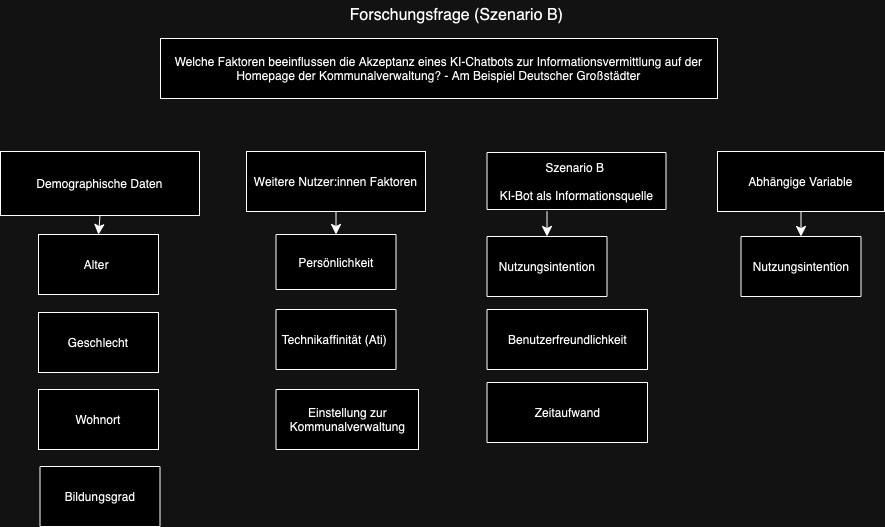 Forschungsfrage (Szenario B)
Welche Faktoren beeinflussen die Akzeptanz eines KI-Chatbots zur Informationsvermittlung auf der
Homepage der Kommunalverwaltung? - Am Beispiel Deutscher Großstädter
Demographische Daten
Alter
Geschlecht
Wohnort
Bildungsgrad
Weitere Nutzer:innen Faktoren
Persönlichkeit
Technikaffinität (Ati)
Einstellung zur
Kommunalverwaltung
Szenario B
KI-Bot als Informationsquelle
Nutzungsintention
Benutzerfreundlichkeit
Zeitaufwand
Abhängige Variable
Nutzungsintention